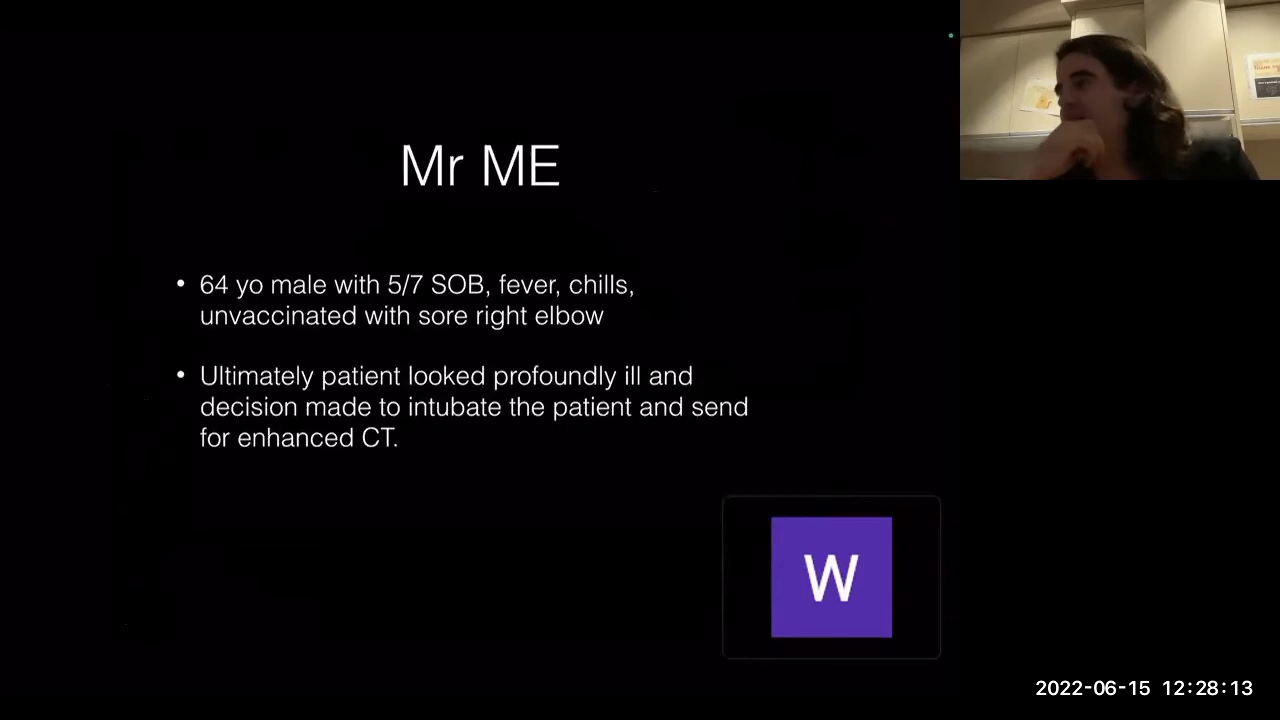 Mr ME
• 64 yo male with 5/7 SOB, fever, chills,
unvaccinated with sore right elbow
• Ultimately patient looked profoundly ill and
decision made to intubate the patient and send
for enhanced CT.
W
2022-06-15 12:28:13